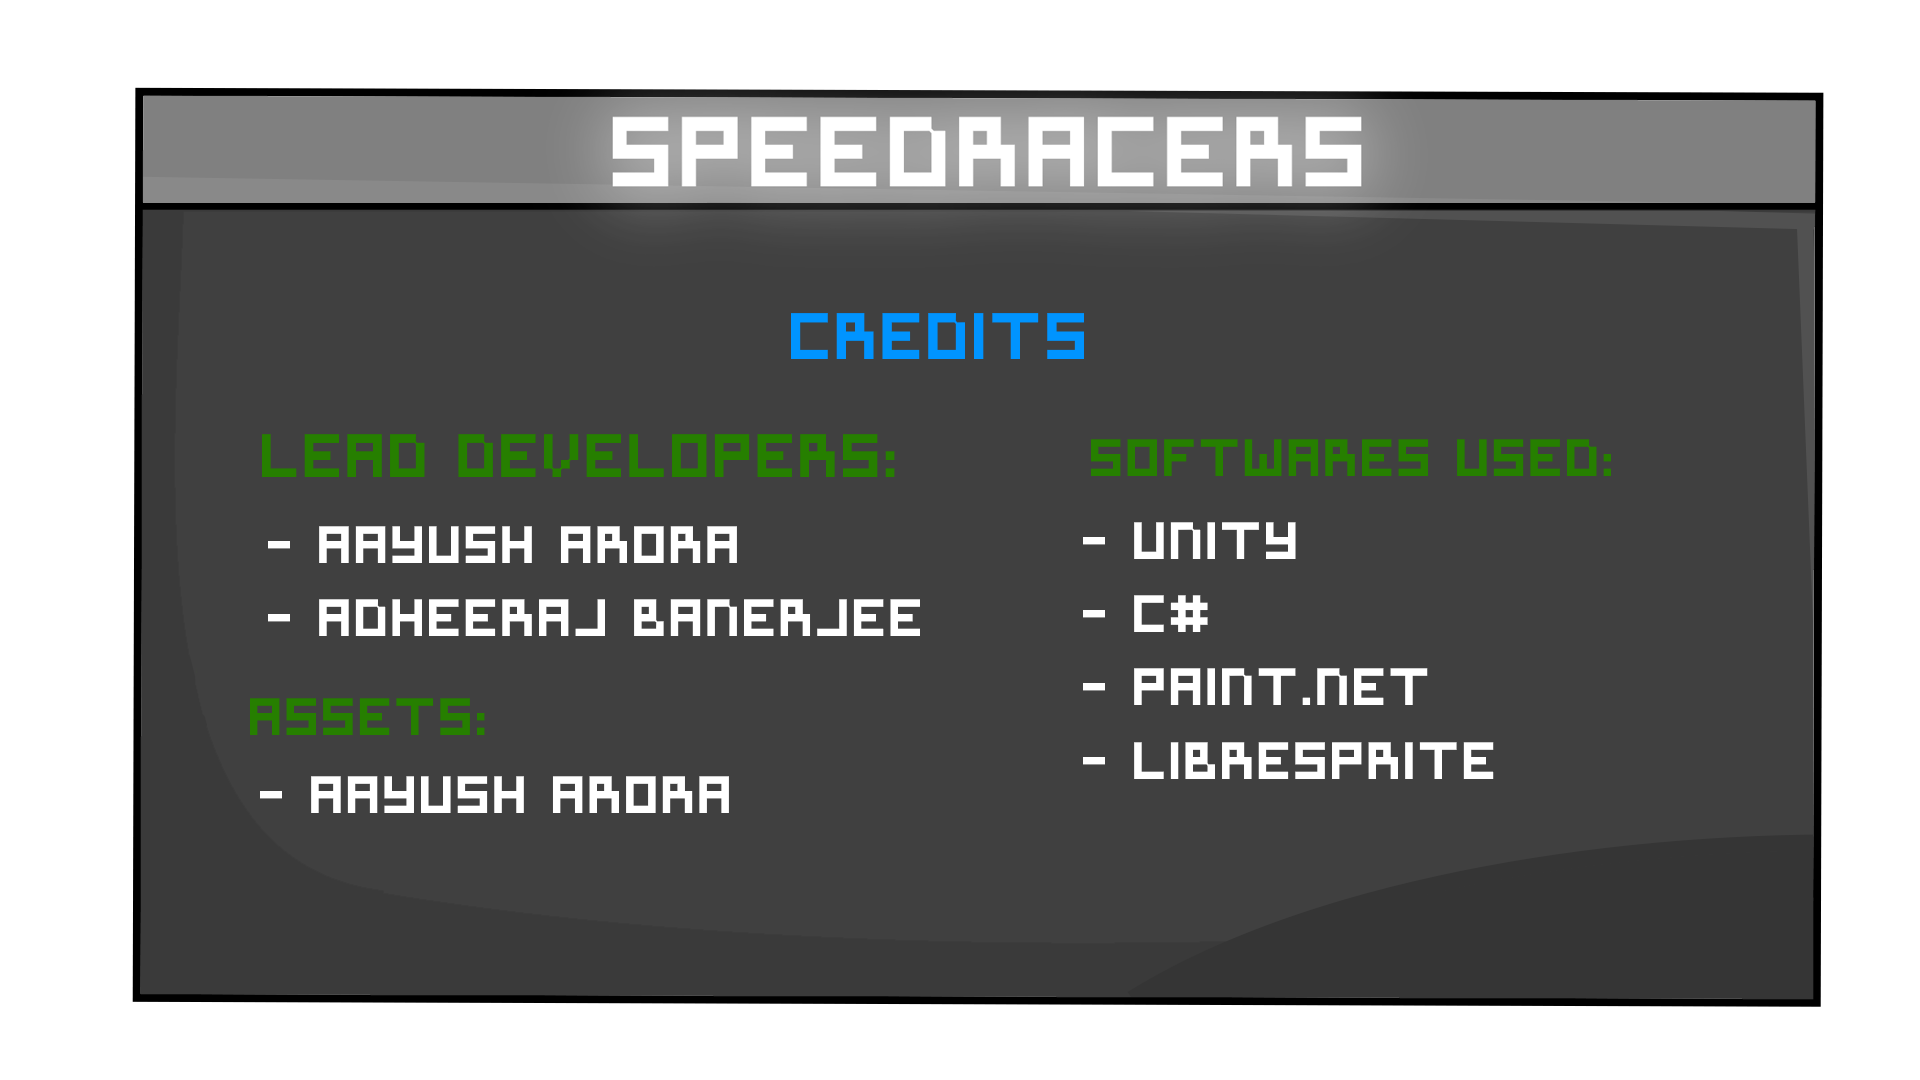 SPEEDRACERS
CREDITS
LEAD DEVELOPERS:
- AAYUSH ARORA
- ADHEERAJ BANERJEE
ASSETS:
- AAYUSH ARORA
SOFTWARES USED:
- UNITY
- C#
- PAINT.NET
- LIBRESPRITE